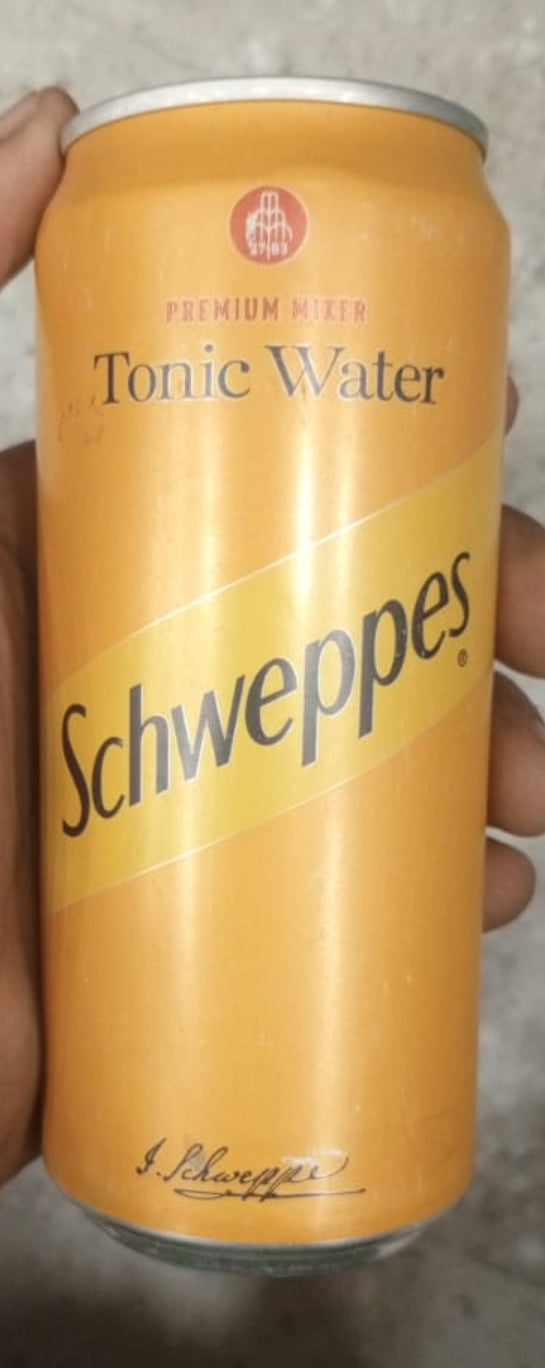 1783
PREMIUM MIXER
Tonic Water
Schweppes
®
J. Schweppe